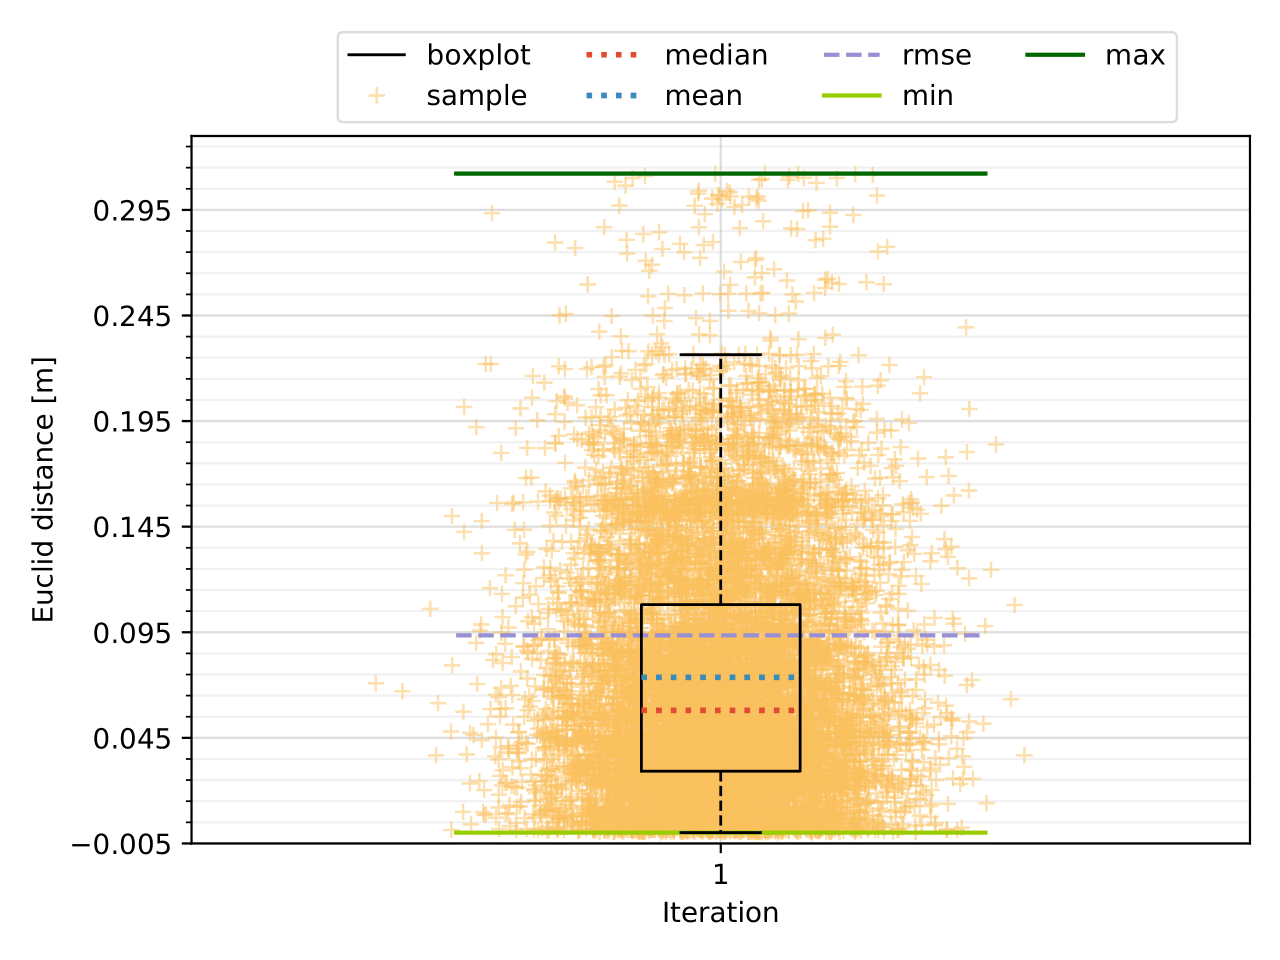 boxplot median rmse max
sample mean min
0.295
0.245
0.195
0.145
0.095
0.045
−0.005
Euclid distance [m]
1
Iteration